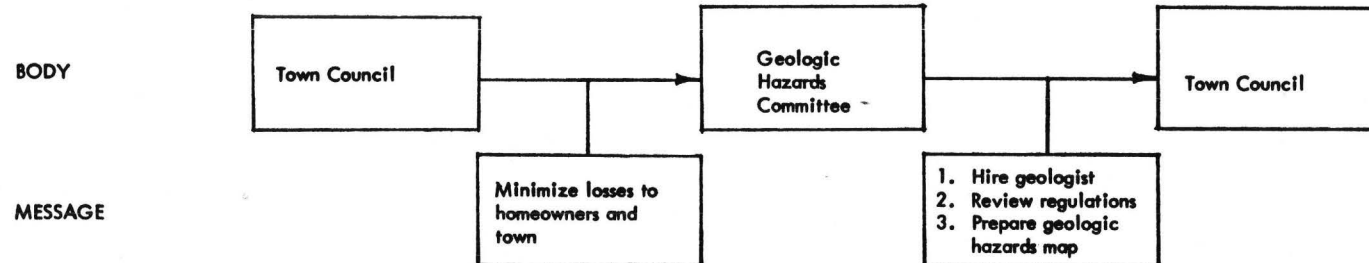 BODY
Town Council
Geologic
Hazards
Committee
Town Council
MESSAGE
Minimize losses to
homeowners and
town
1. Hire geologist
2. Review regulations
3. Prepare geologic
hazards map